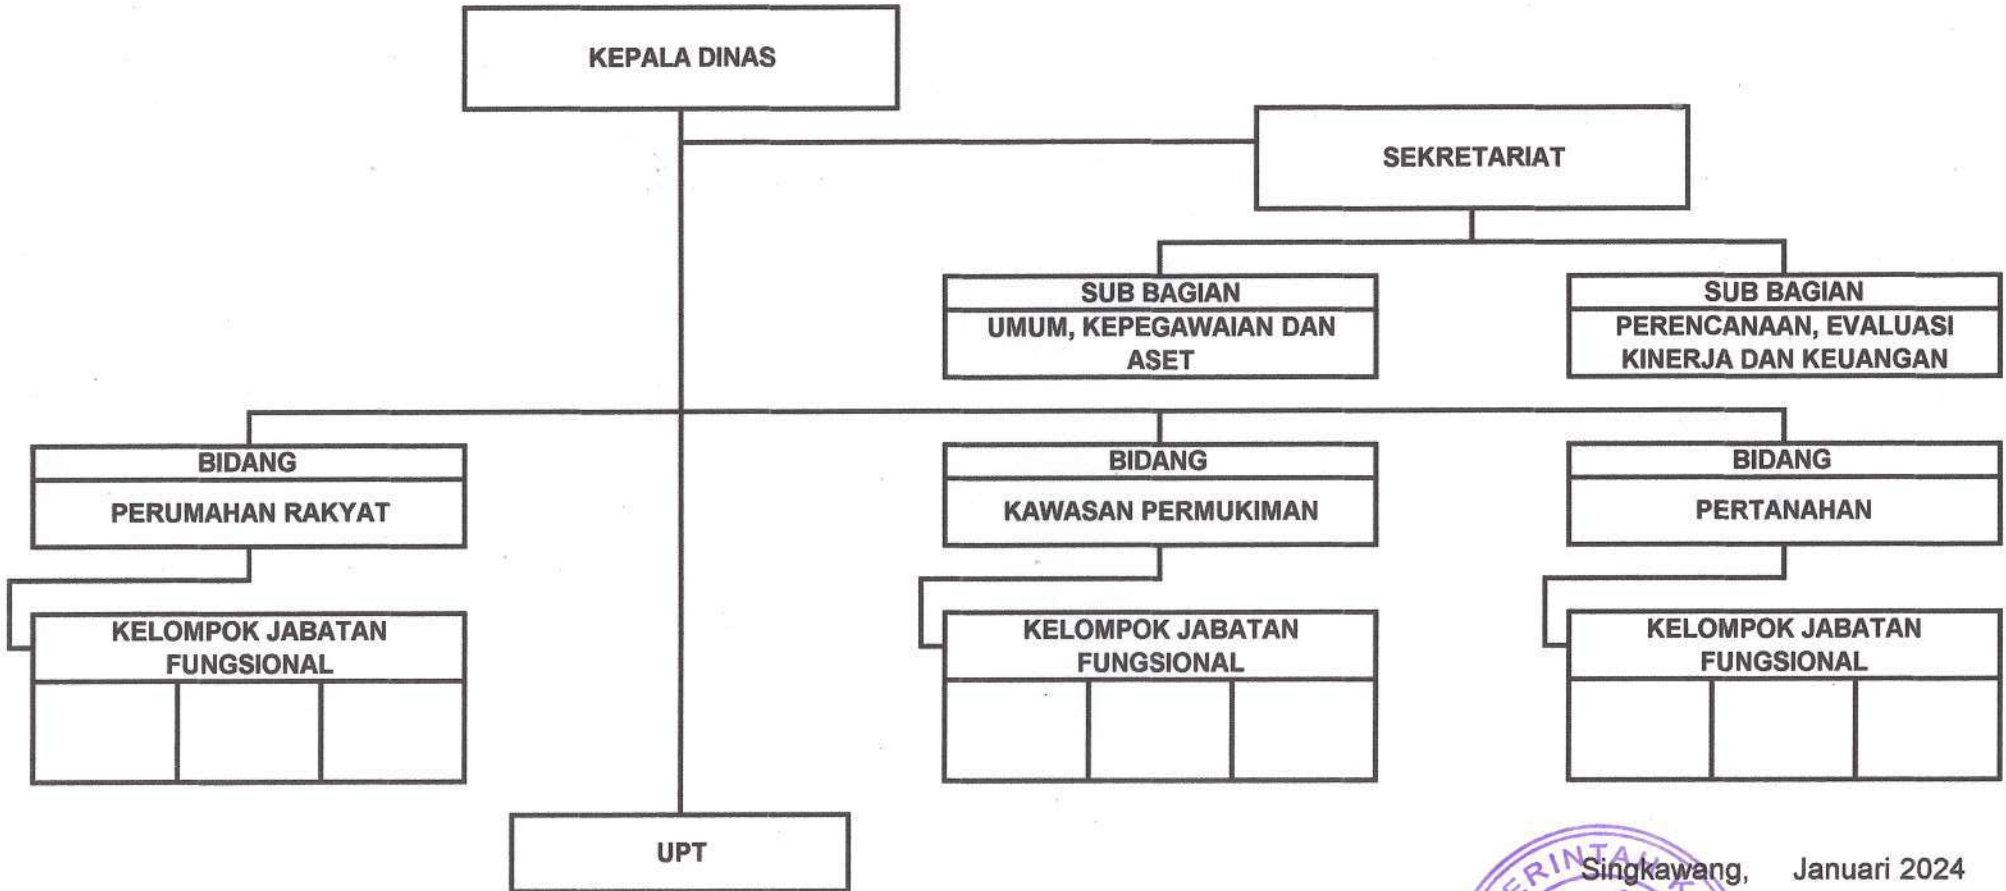 KEPALA DINAS
SEKRETARIAT
SUB BAGIAN
UMUM, KEPEGAWAIAN DAN
ASET
SUB BAGIAN
PERENCANAAN, EVALUASI
KINERJA DAN KEUANGAN
BIDANG
PERUMAHAN RAKYAT
BIDANG
KAWASAN PERMUKIMAN
BIDANG
PERTANAHAN
KELOMPOK JABATAN
FUNGSIONAL
KELOMPOK JABATAN
FUNGSIONAL
KELOMPOK JABATAN
FUNGSIONAL
UPT
Singkawang, Januari 2024
ERINTAH K